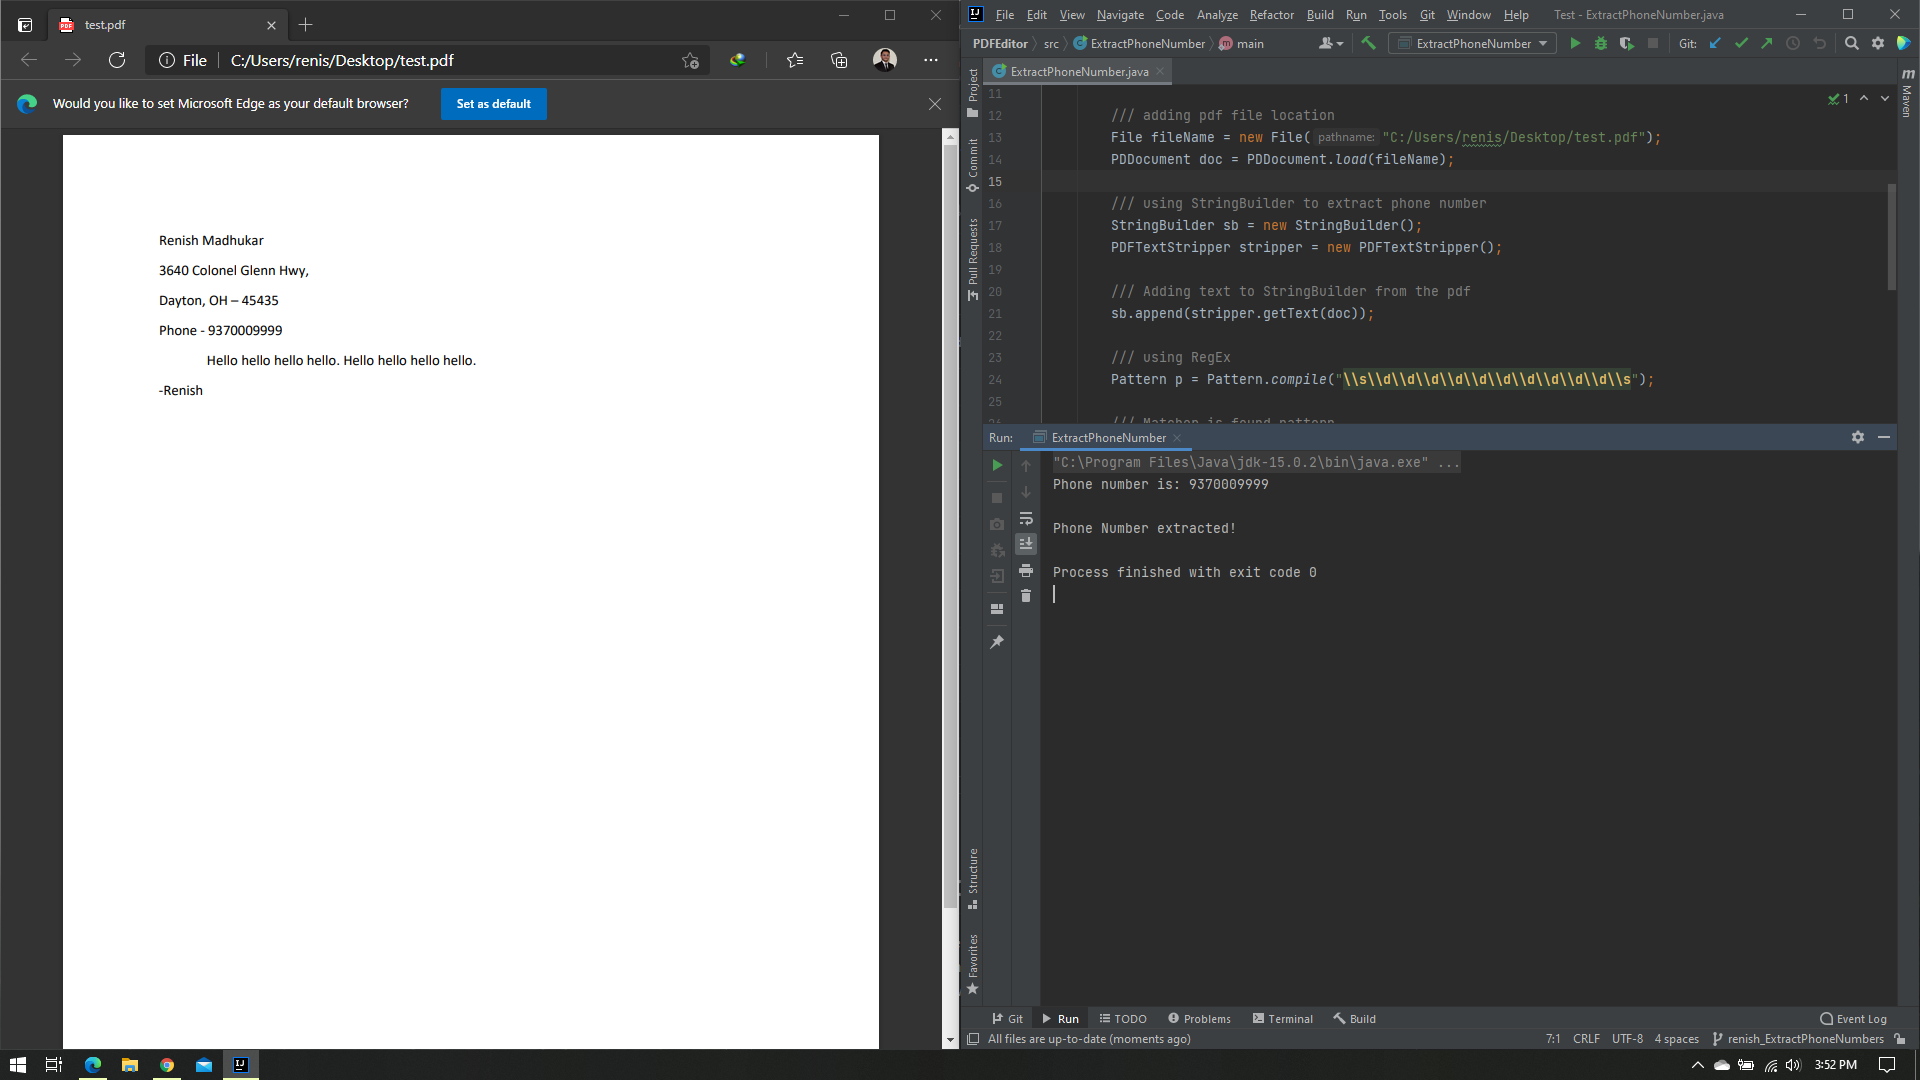 test.pdf
File C:/Users/renis/Desktop/test.pdf
Would you like to set Microsoft Edge as your default browser? Set as default
Renish Madhukar
3640 Colonel Glenn Hwy,
Dayton, OH – 45435
Phone - 9370009999
Hello hello hello hello. Hello hello hello hello.
-Renish
File Edit View Navigate Code Analyze Refactor Build Run Tools Git Window Help Test - ExtractPhoneNumber.java
PDFEditor src ExtractPhoneNumber main ExtractPhoneNumber Git:
ExtractPhoneNumber.java
Project
Commit
Pull Requests
Structure
Favorites
m Maven
1
11
12 /// adding pdf file location
13 File fileName = new File( pathname: "C:/Users/renis/Desktop/test.pdf");
14 PDDocument doc = PDDocument.load(fileName);
15
16 /// using StringBuilder to extract phone number
17 StringBuilder sb = new StringBuilder();
18 PDFTextStripper stripper = new PDFTextStripper();
19
20 /// Adding text to StringBuilder from the pdf
21 sb.append(stripper.getText(doc));
22
23 /// using RegEx
24 Pattern p = Pattern.compile("\\s\\d\\d\\d\\d\\d\\d\\d\\d\\d\\d\\s");
25
26 /// Matcher is found pattern
Run: ExtractPhoneNumber
"C:\Program Files\Java\jdk-15.0.2\bin\java.exe" ...
Phone number is: 9370009999
Phone Number extracted!
Process finished with exit code 0
Git Run TODO Problems Terminal Build Event Log
All files are up-to-date (moments ago) 7:1 CRLF UTF-8 4 spaces renish_ExtractPhoneNumbers
3:52 PM